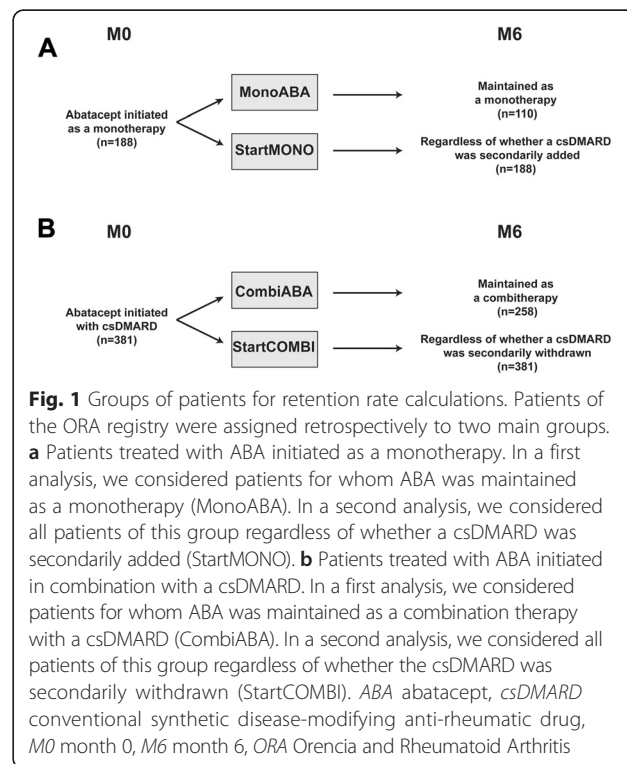 M0
M6
A
MonoABA
Maintained as
a monotherapy
(n=110)
Abatacept initiated
as a monotherapy
(n=188)
StartMONO
Regardless of whether a csDMARD
was secondarily added
(n=188)
B
M0
M6
CombiABA
Maintained as
a combitherapy
(n=258)
Abatacept initiated
with csDMARD
(n=381)
StartCOMBI
Regardless of whether a csDMARD
was secondarily withdrawn
(n=381)
Fig. 1 Groups of patients for retention rate calculations. Patients of
the ORA registry were assigned retrospectively to two main groups.
a Patients treated with ABA initiated as a monotherapy. In a first
analysis, we considered patients for whom ABA was maintained
as a monotherapy (MonoABA). In a second analysis, we considered
all patients of this group regardless of whether a csDMARD was
secondarily added (StartMONO). b Patients treated with ABA initiated
in combination with a csDMARD. In a first analysis, we considered
patients for whom ABA was maintained as a combination therapy
with a csDMARD (CombiABA). In a second analysis, we considered all
patients of this group regardless of whether the csDMARD was
secondarily withdrawn (StartCOMBI). ABA abatacept, csDMARD
conventional synthetic disease-modifying anti-rheumatic drug,
M0 month 0, M6 month 6, ORA Orencia and Rheumatoid Arthritis